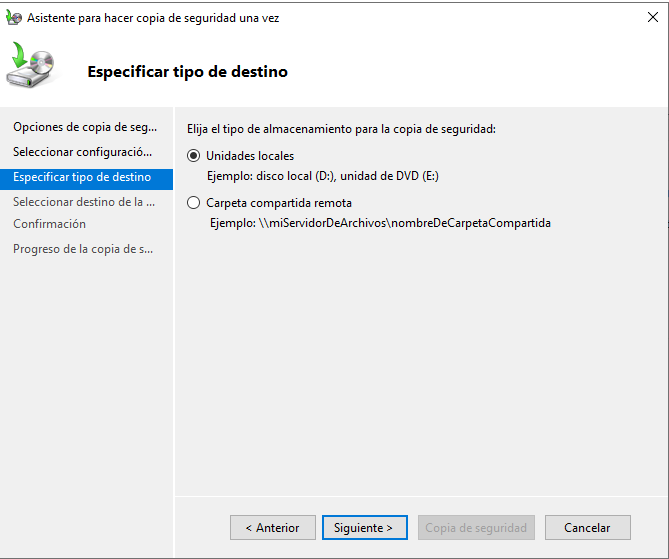 Asistente para hacer copia de seguridad una vez
Especificar tipo de destino
Opciones de copia de seg...
Seleccionar configuració...
Especificar tipo de destino
Seleccionar destino de la ...
Confirmación
Progreso de la copia de s...
Elija el tipo de almacenamiento para la copia de seguridad:
Unidades locales
Ejemplo: disco local (D:), unidad de DVD (E:)
Carpeta compartida remota
Ejemplo: \\miServidorDeArchivos\nombreDeCarpetaCompartida
< Anterior
Siguiente >
Copia de seguridad
Cancelar